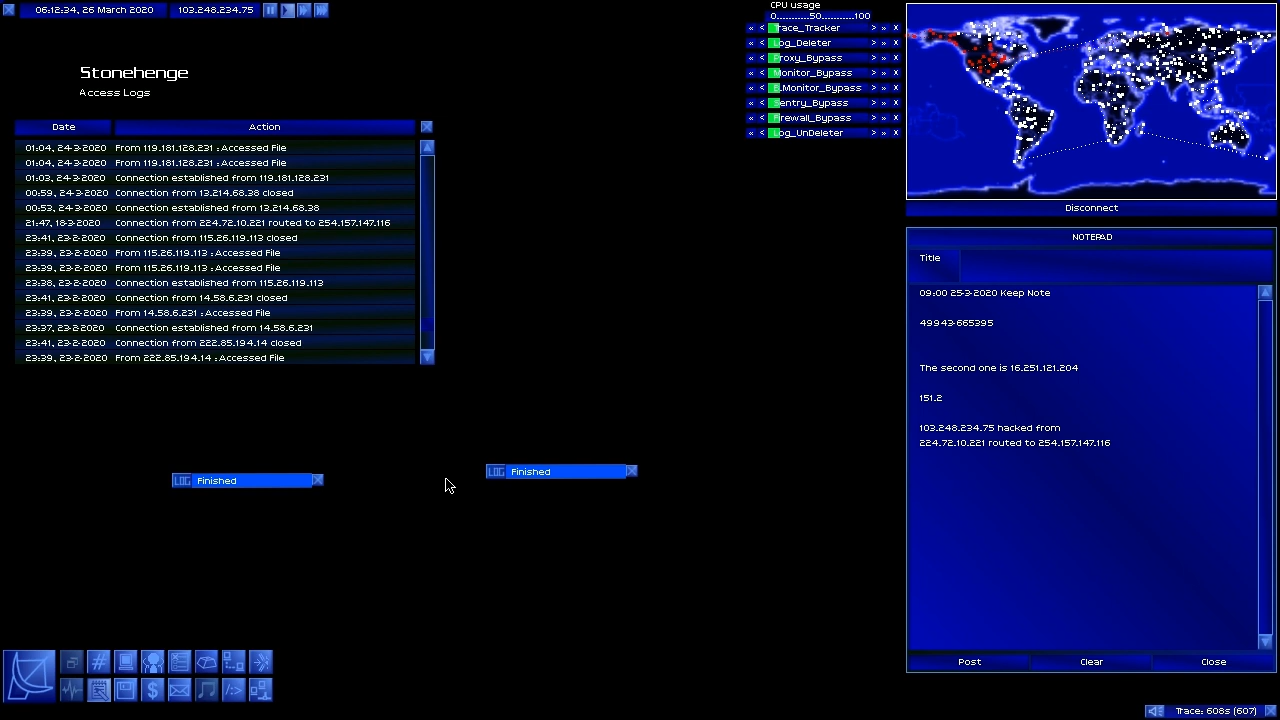 06:12:34, 26 March 2020
103.248.234.75
CPU usage
0..........50..........100
Trace_Tracker
Log_Deleter
Proxy_Bypass
Monitor_Bypass
Sentry_Bypass
Firewall_Bypass
Log_UnDeleter
Disconnect
Stonehenge
Access Logs
Date Action
01:04, 24-3-2020 From 119.181.128.231 : Accessed File
01:04, 24-3-2020 From 119.181.128.231 : Accessed File
01:03, 24-3-2020 Connection established from 119.181.128.231
00:59, 24-3-2020 Connection from 13.214.68.38 closed
00:53, 24-3-2020 Connection established from 13.214.68.38
21:47, 18-3-2020 Connection from 224.72.10.221 routed to 254.157.147.116
23:41, 23-2-2020 Connection from 115.26.119.113 closed
23:39, 23-2-2020 From 115.26.119.113 : Accessed File
23:39, 23-2-2020 From 115.26.119.113 : Accessed File
23:38, 23-2-2020 Connection established from 115.26.119.113
23:41, 23-2-2020 Connection from 14.58.6.231 closed
23:39, 23-2-2020 From 14.58.6.231 : Accessed File
23:37, 23-2-2020 Connection established from 14.58.6.231
23:41, 23-2-2020 Connection from 222.85.194.14 closed
23:39, 23-2-2020 From 222.85.194.14 : Accessed File
LOG Finished
LOG Finished
NOTEPAD
Title
09:00 25-3-2020 Keep Note
49943-665395
The second one is 16.251.121.204
151.2
103.248.234.75 hacked from
224.72.10.221 routed to 254.157.147.116
Post Clear Close
Trace: 608s (607)